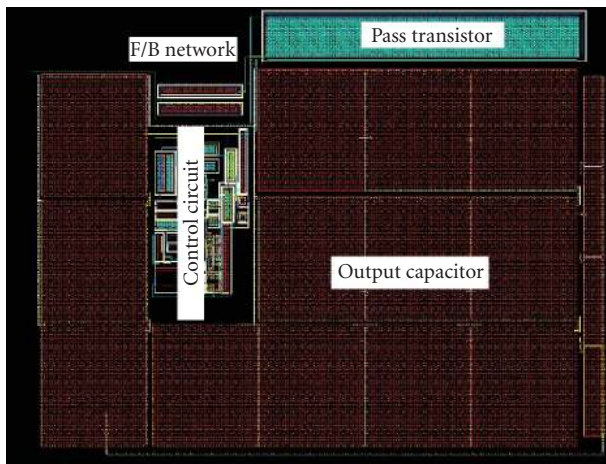 Pass transistor
F/B network
Control circuit
Output capacitor